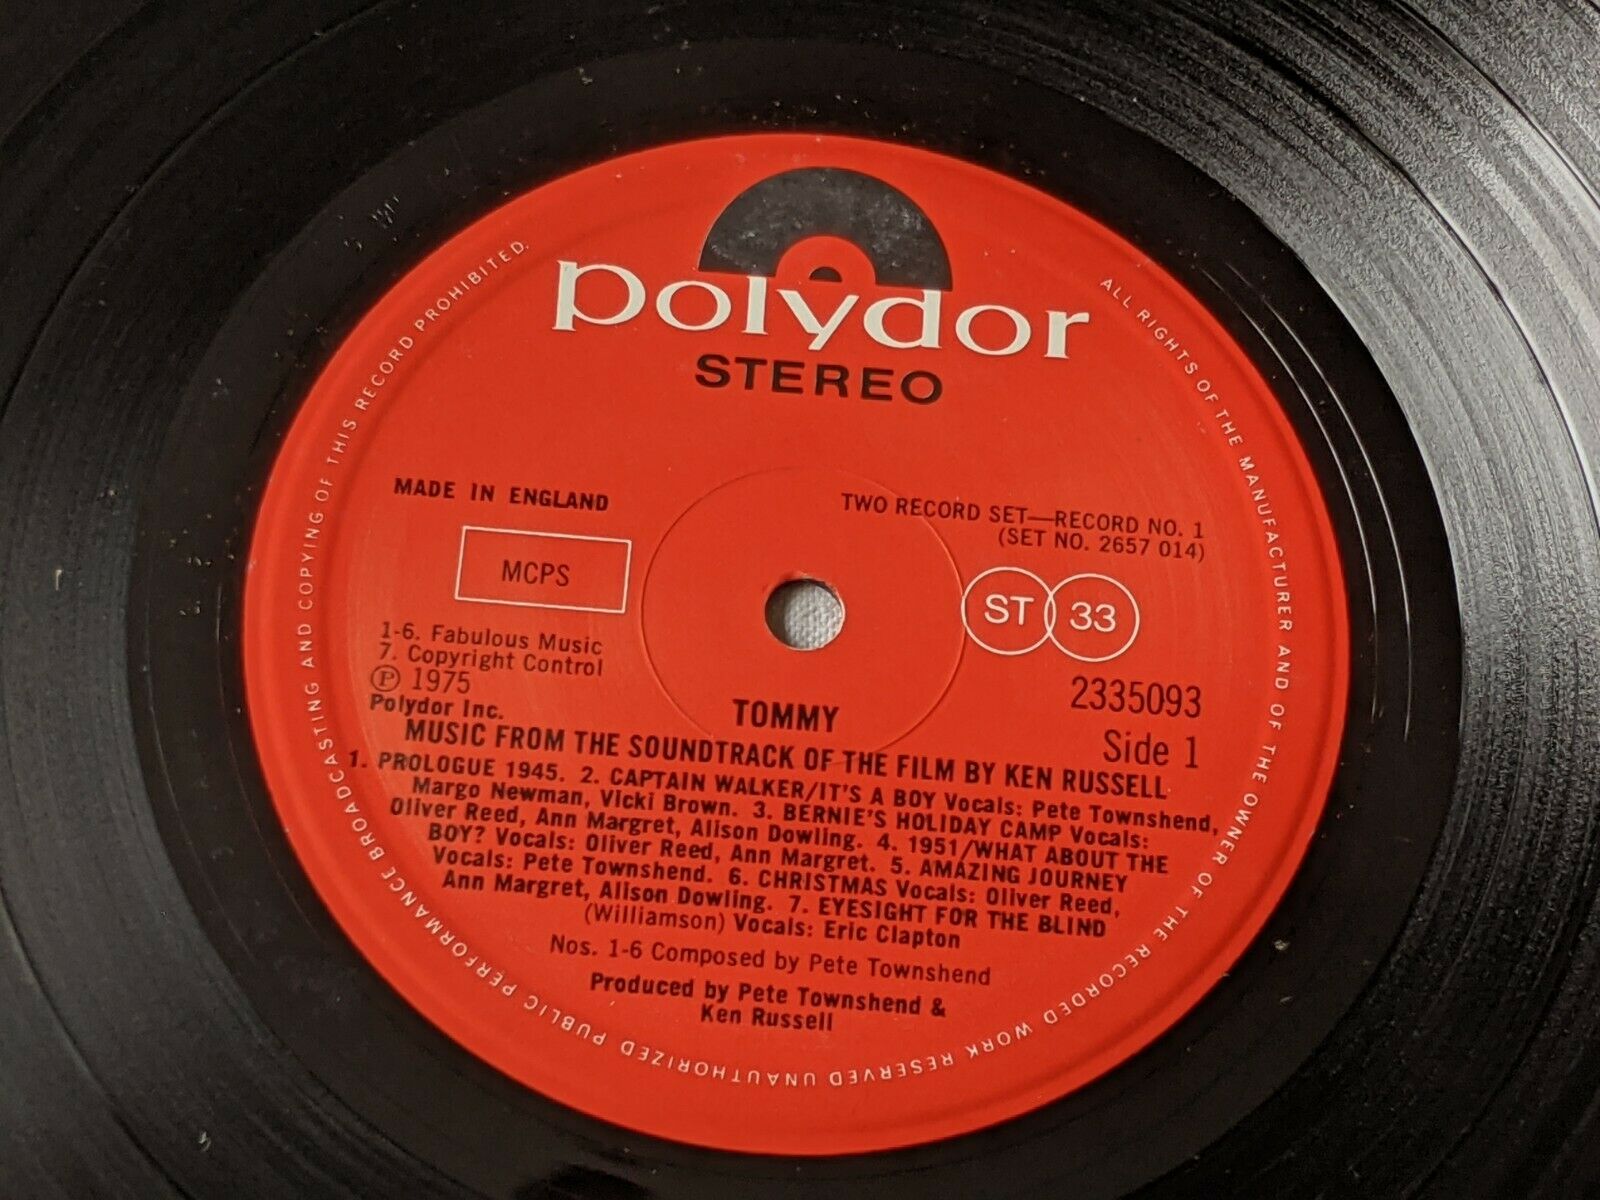 polydor
STEREO
MADE IN ENGLAND
MCPS
TWO RECORD SET—RECORD NO. 1
(SET NO. 2657 014)
ST 33
1-6. Fabulous Music
7. Copyright Control
Ⓟ 1975
Polydor Inc.
2335093
Side 1
TOMMY
MUSIC FROM THE SOUNDTRACK OF THE FILM BY KEN RUSSELL
1. PROLOGUE 1945. 2. CAPTAIN WALKER/IT'S A BOY Vocals: Pete Townshend,
Margo Newman, Vicki Brown. 3. BERNIE'S HOLIDAY CAMP Vocals:
Oliver Reed, Ann Margret, Alison Dowling. 4. 1951/WHAT ABOUT THE
BOY? Vocals: Oliver Reed, Ann Margret. 5. AMAZING JOURNEY
Vocals: Pete Townshend. 6. CHRISTMAS Vocals: Oliver Reed,
Ann Margret, Alison Dowling. 7. EYESIGHT FOR THE BLIND
(Williamson) Vocals: Eric Clapton
Nos. 1-6 Composed by Pete Townshend
Produced by Pete Townshend &
Ken Russell
ALL RIGHTS OF THE MANUFACTURER AND OF THE OWNER OF THE RECORDED WORK RESERVED UNAUTHORIZED PUBLIC PERFORMANCE BROADCASTING AND COPYING OF THIS RECORD PROHIBITED.